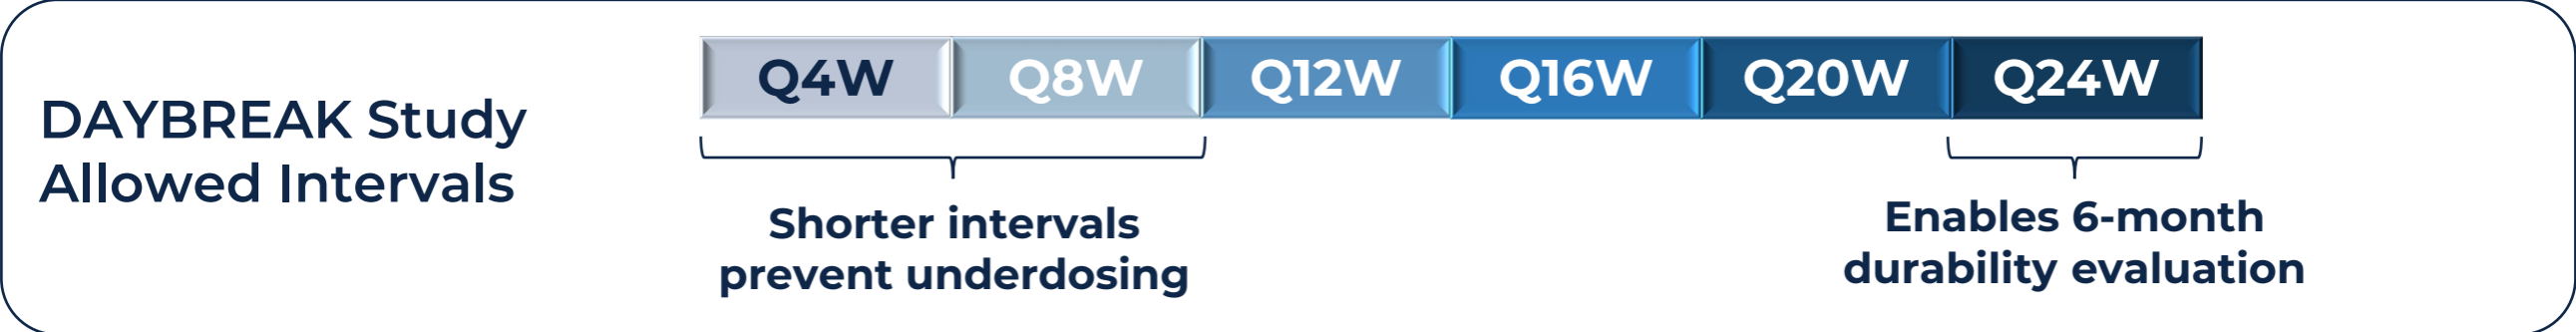 DAYBREAK Study
Allowed Intervals
Q4W Q8W Q12W Q16W Q20W Q24W
Shorter intervals
prevent underdosing
Enables 6-month
durability evaluation